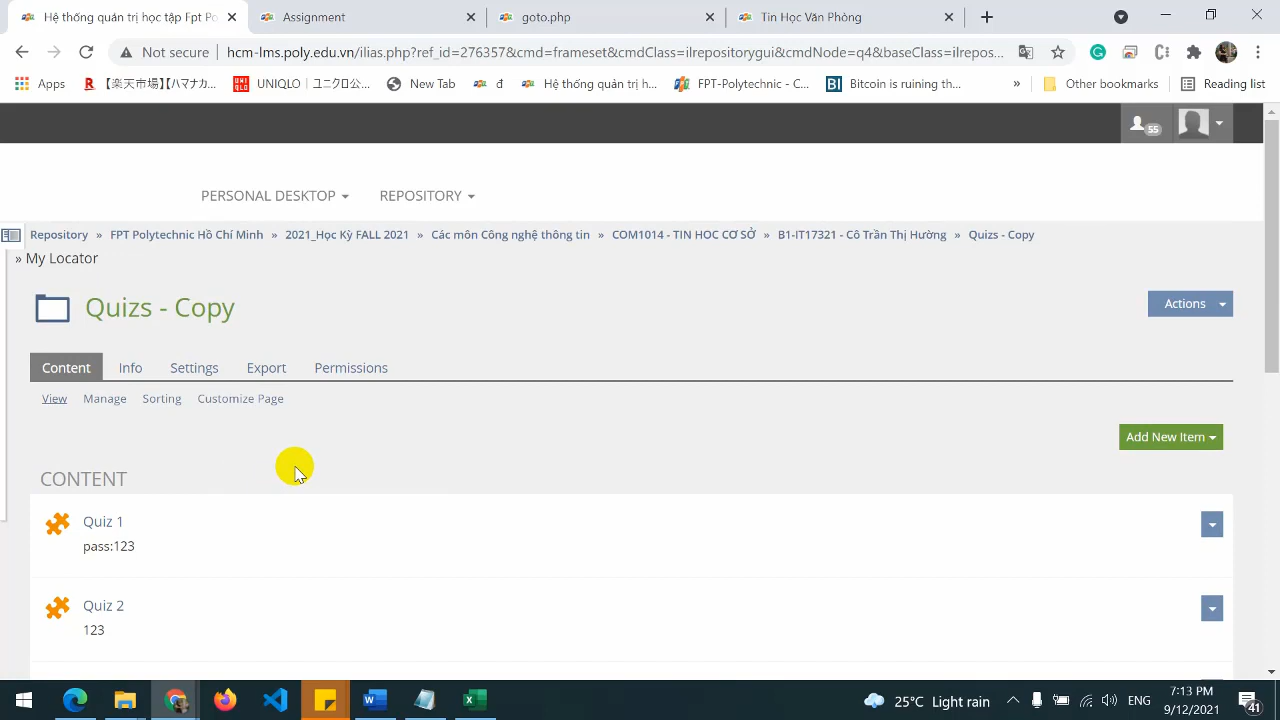 Hệ thống quản trị học tập Fpt Po
Assignment
goto.php
Tin Học Văn Phòng
Not secure
hcm-lms.poly.edu.vn/ilias.php?ref_id=276357&cmd=frameset&cmdClass=ilrepositorygui&cmdNode=q4&baseClass=ilrepos...
Apps
【楽天市場】【ハマナカ...
UNIQLO | ユニクロ公...
New Tab
đ
Hệ thống quản trị h...
FPT-Polytechnic - C...
Bitcoin is ruining th...
»
Other bookmarks
Reading list
55
PERSONAL DESKTOP
REPOSITORY
Repository » FPT Polytechnic Hồ Chí Minh » 2021_Học Kỳ FALL 2021 » Các môn Công nghệ thông tin » COM1014 - TIN HOC CƠ SỞ » B1-IT17321 - Cô Trần Thị Hường » Quizs - Copy
» My Locator
Quizs - Copy
Actions
Content Info Settings Export Permissions
View Manage Sorting Customize Page
Add New Item
CONTENT
Quiz 1
pass:123
Quiz 2
123
25°C Light rain
ENG
7:13 PM
9/12/2021
41